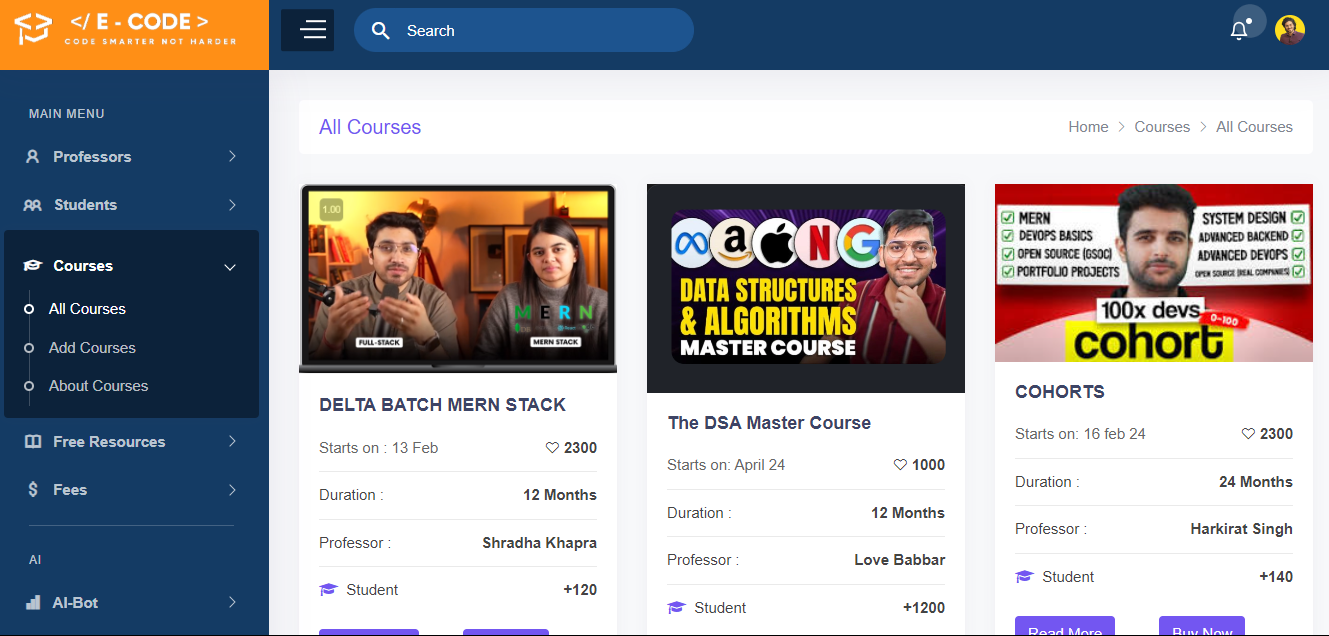 </ E - CODE >
CODE SMARTER NOT HARDER
Search
MAIN MENU
Professors
Students
Courses
All Courses
Add Courses
About Courses
Free Resources
Fees
AI
AI-Bot
All Courses
Home > Courses > All Courses
1.00
MERN
FULL-STACK
MERN STACK
DELTA BATCH MERN STACK
Starts on : 13 Feb 2300
Duration : 12 Months
Professor : Shradha Khapra
Student +120
a N G
DATA STRUCTURES
& ALGORITHMS
MASTER COURSE
The DSA Master Course
Starts on: April 24 1000
Duration : 12 Months
Professor : Love Babbar
Student +1200
MERN
DEVOPS BASICS
OPEN SOURCE (GSOC)
PORTFOLIO PROJECTS
SYSTEM DESIGN
ADVANCED BACKEND
ADVANCED DEVOPS
OPEN SOURCE (REAL COMPANIES)
100x devs
0-100
cohort
COHORTS
Starts on: 16 feb 24 2300
Duration : 24 Months
Professor : Harkirat Singh
Student +140
Read More Buy Now